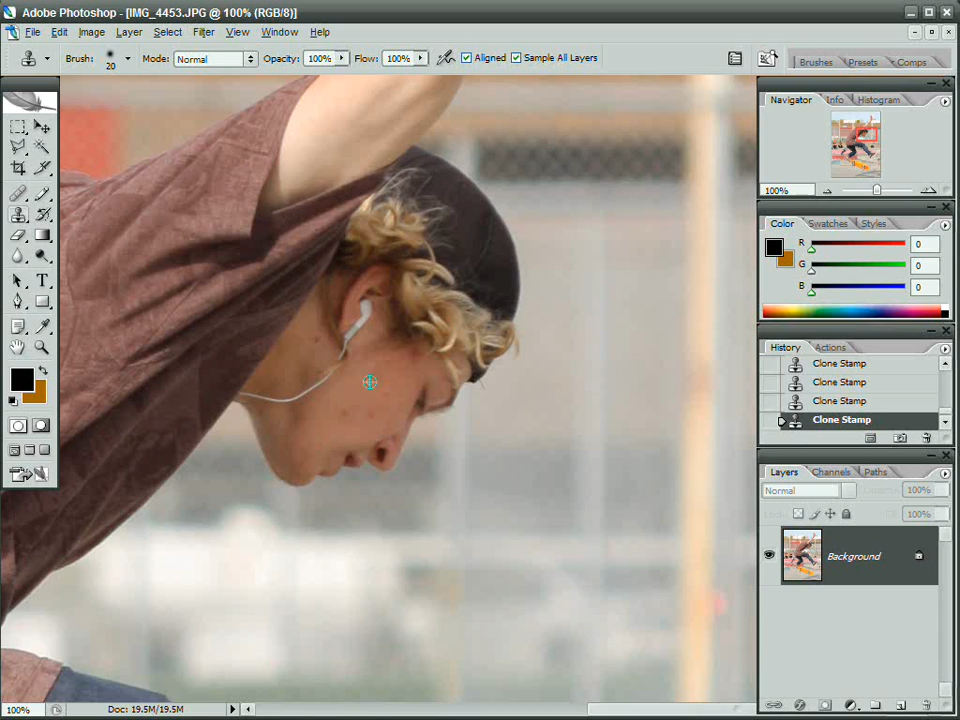 Adobe Photoshop - [IMG_4453.JPG @ 100% (RGB/8)]
File Edit Image Layer Select Filter View Window Help
Brush: 20 Mode: Normal Opacity: 100% Flow: 100% Aligned Sample All Layers Brushes Presets Comps
Navigator Info Histogram
100%
Color Swatches Styles
R 0
G 0
B 0
History Actions
Clone Stamp
Clone Stamp
Clone Stamp
Clone Stamp
Layers Channels Paths
Normal 100%
100%
Background
100% Doc: 19.5M/19.5M